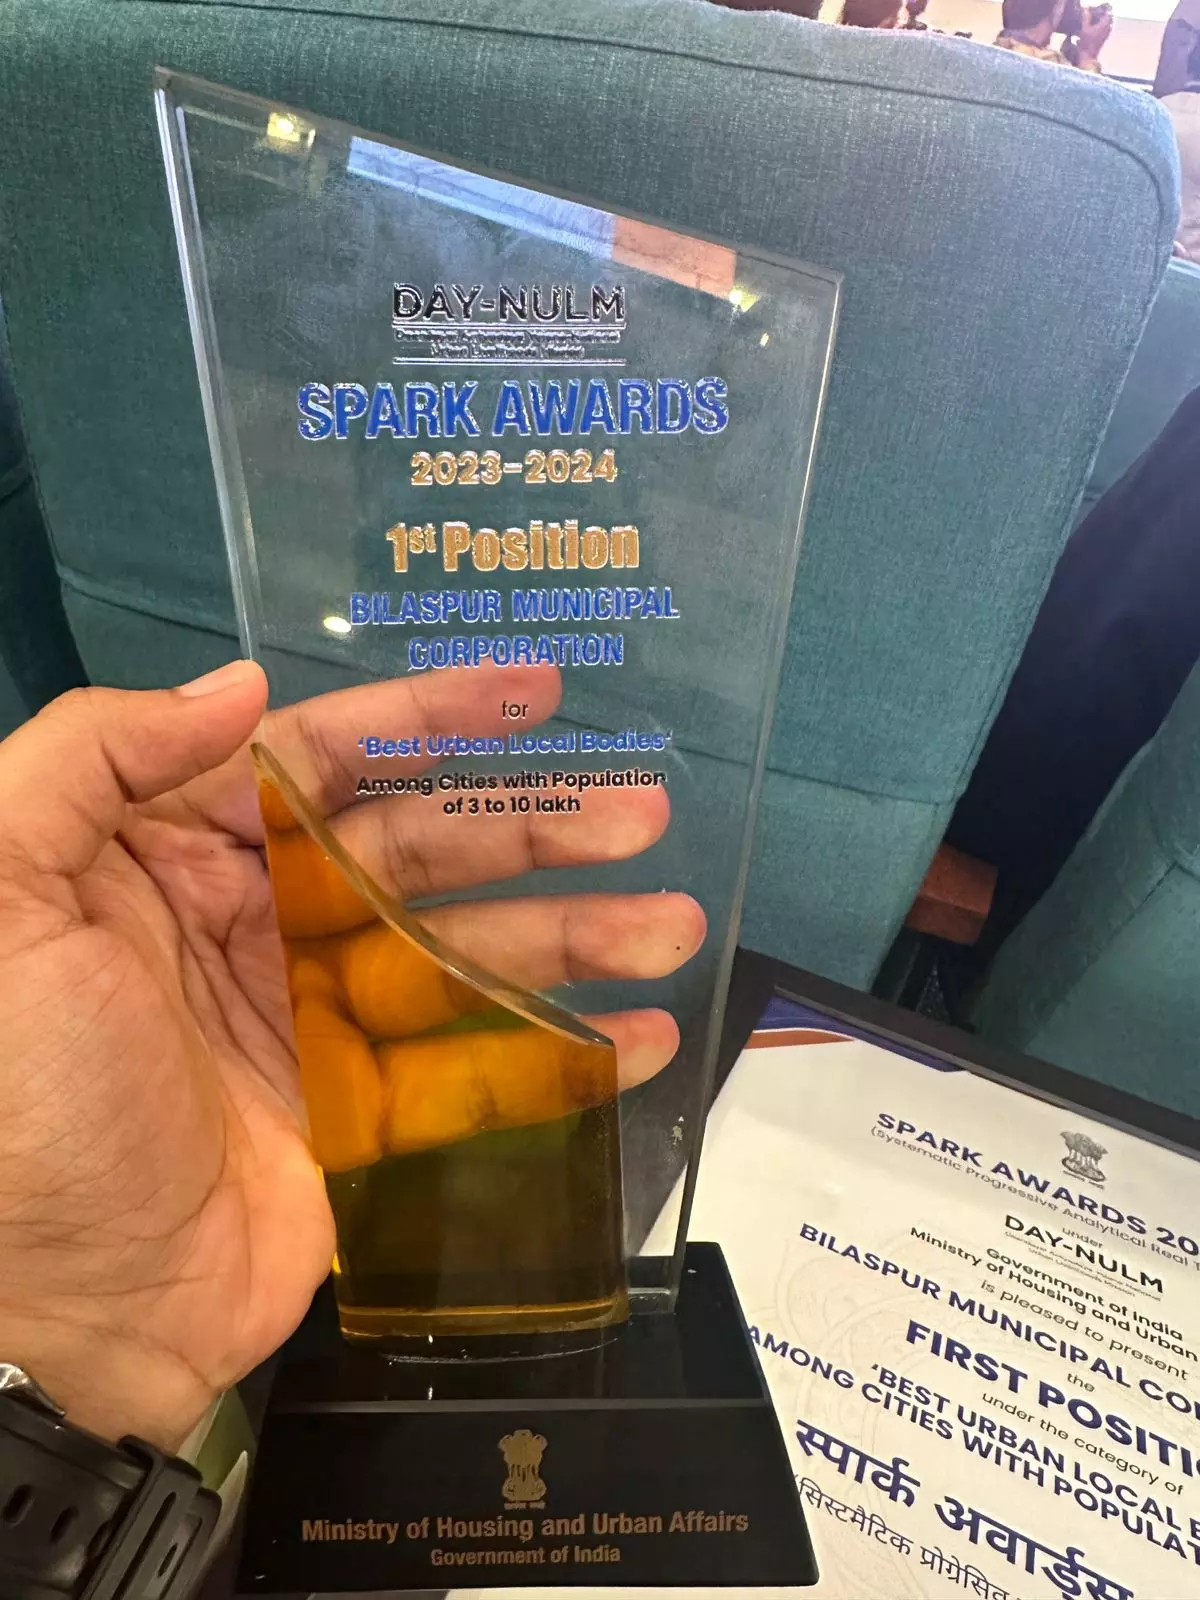 DAY-NULM
SPARK AWARDS
2023-2024
1st Position
BILASPUR MUNICIPAL
CORPORATION
for
'Best Urban Local Bodies'
Among Cities with Population
of 3 to 10 lakh
Ministry of Housing and Urban Affairs
Government of India
SPARK AWARDS 20
(Systematic Progressive Analytical Real
under
DAY-NULM
Government of India
Ministry of Housing and Urban
is pleased to present
BILASPUR MUNICIPAL CO
the
FIRST POSITI
under the category of
'BEST URBAN LOCAL B
AMONG CITIES WITH POPULAT
स्पार्क अवार्ड्स
(सिस्टमैटिक प्रोग्रेसिव